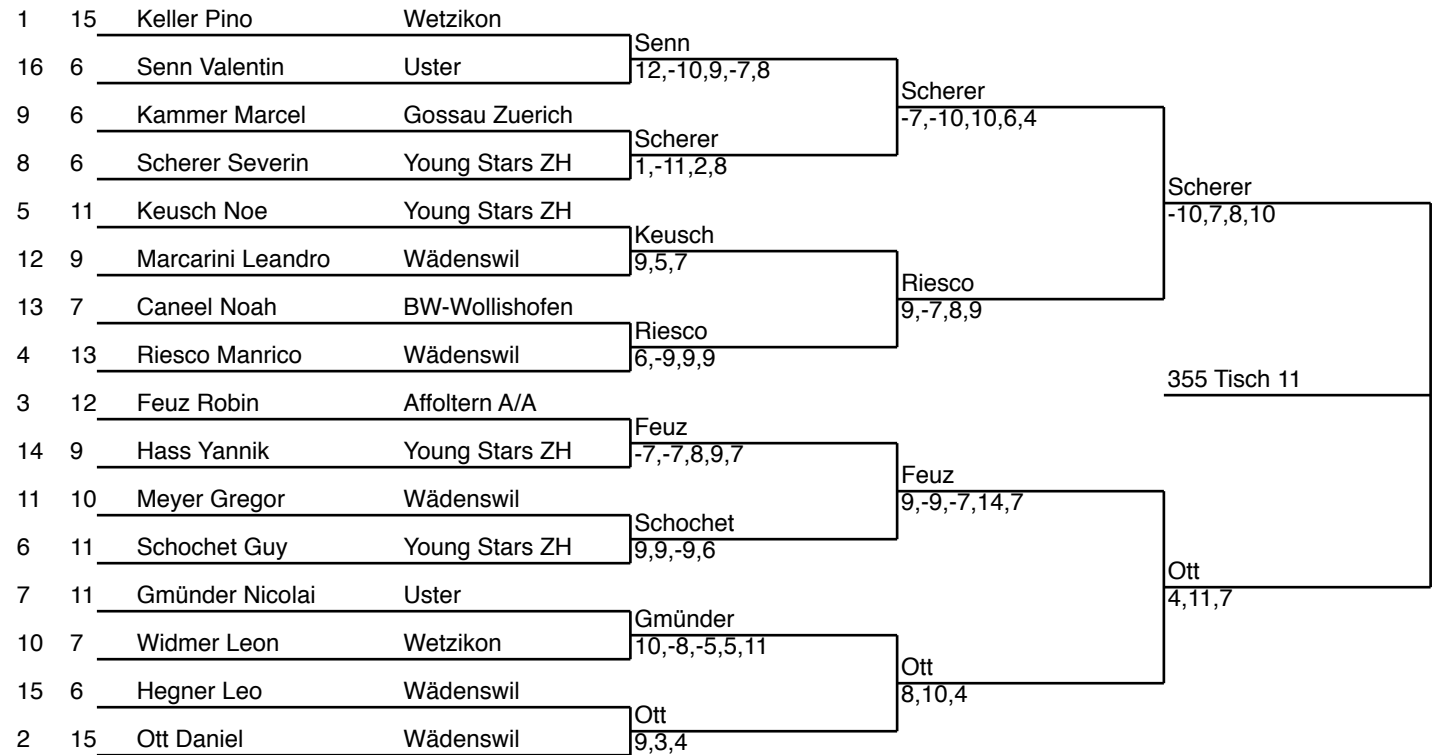 1 15 Keller Pino Wetzikon
Senn
16 6 Senn Valentin Uster
12,-10,9,-7,8
Scherer
9 6 Kammer Marcel Gossau Zuerich
-7,-10,10,6,4
Scherer
8 6 Scherer Severin Young Stars ZH
1,-11,2,8
Scherer
5 11 Keusch Noe Young Stars ZH
-10,7,8,10
Keusch
12 9 Marcarini Leandro Wädenswil
9,5,7
Riesco
13 7 Caneel Noah BW-Wollishofen
9,-7,8,9
Riesco
4 13 Riesco Manrico Wädenswil
6,-9,9,9
355 Tisch 11
3 12 Feuz Robin Affoltern A/A
Feuz
14 9 Hass Yannik Young Stars ZH
-7,-7,8,9,7
Feuz
11 10 Meyer Gregor Wädenswil
9,-9,-7,14,7
Schochet
6 11 Schochet Guy Young Stars ZH
9,9,-9,6
Ott
7 11 Gmünder Nicolai Uster
4,11,7
Gmünder
10 7 Widmer Leon Wetzikon
10,-8,-5,5,11
Ott
15 6 Hegner Leo Wädenswil
8,10,4
Ott
2 15 Ott Daniel Wädenswil
9,3,4